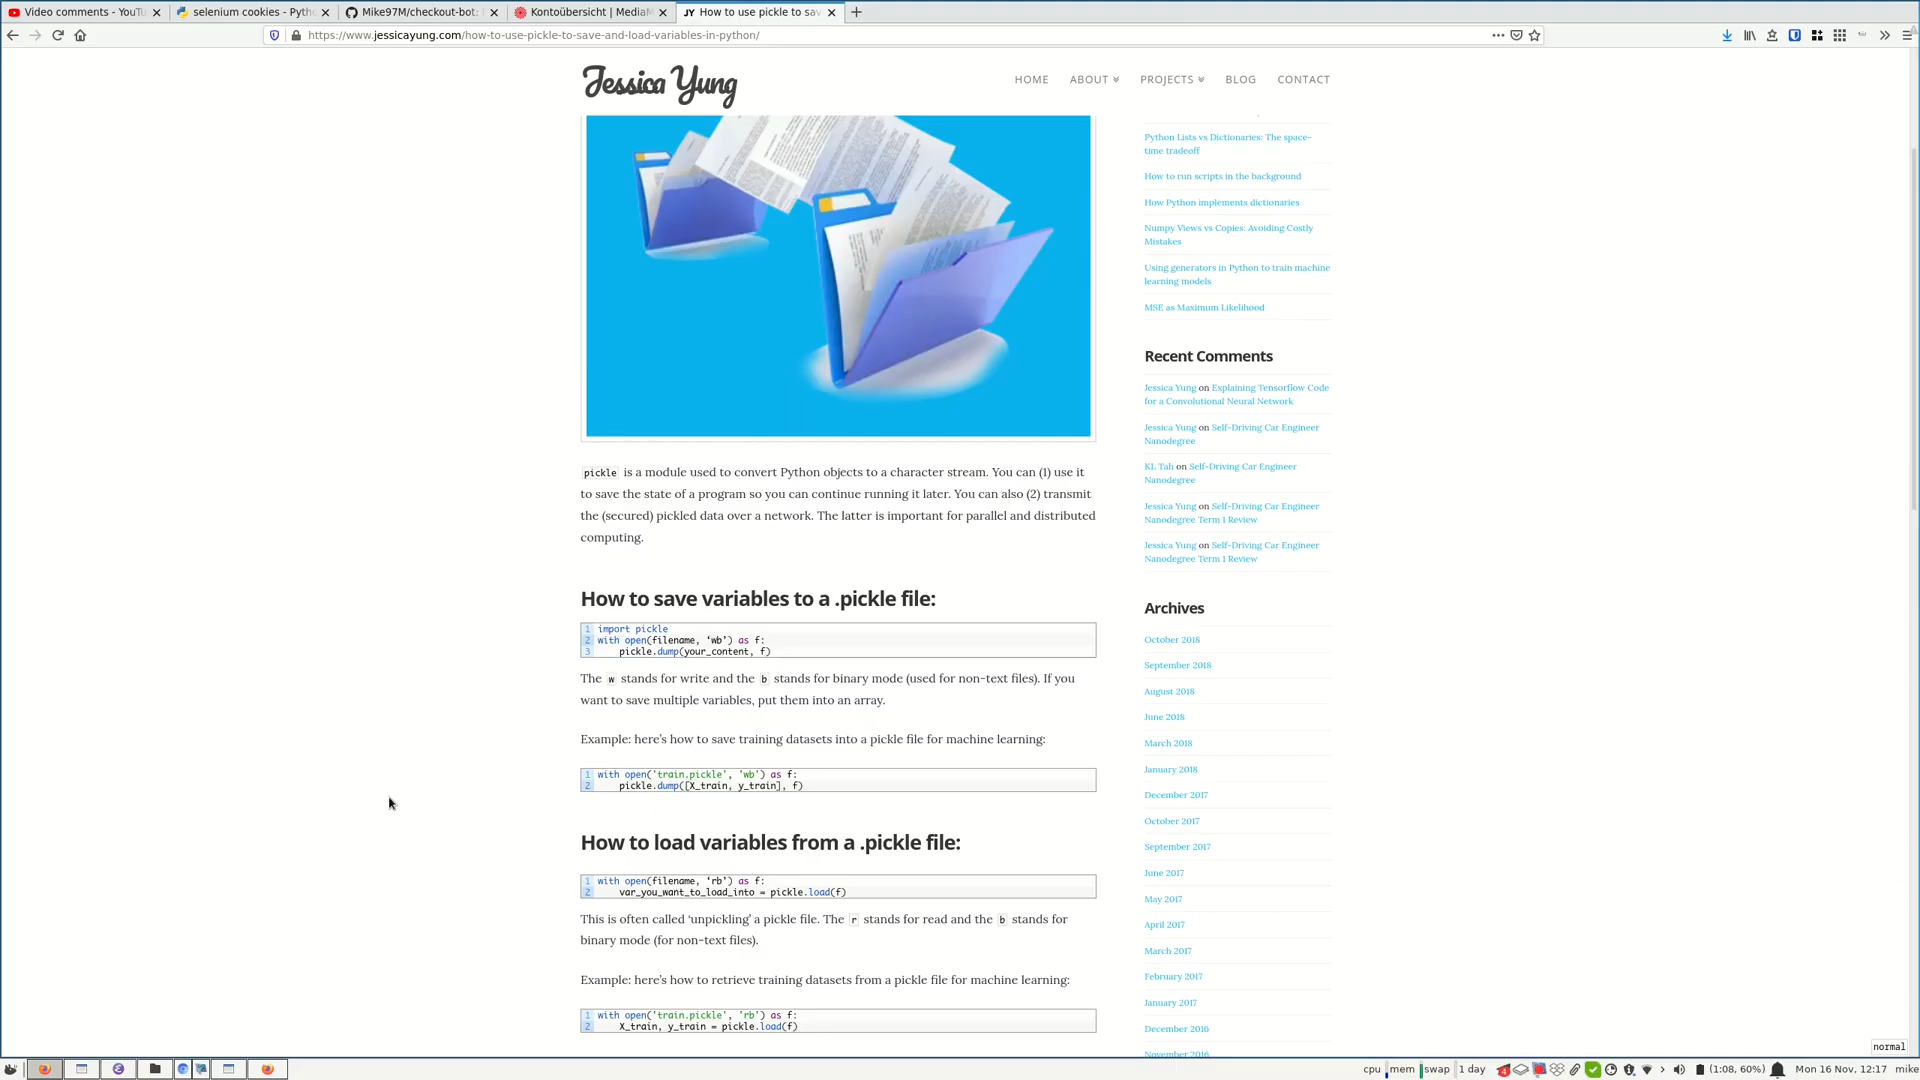 Video comments - YouTu
selenium cookies - Pytho
Mike97M/checkout-bot:
Kontoübersicht | MediaM
JY How to use pickle to sav
https://www.jessicayung.com/how-to-use-pickle-to-save-and-load-variables-in-python/
Jessica Yung
HOME
ABOUT
PROJECTS
BLOG
CONTACT
pickle is a module used to convert Python objects to a character stream. You can (1) use it
to save the state of a program so you can continue running it later. You can also (2) transmit
the (secured) pickled data over a network. The latter is important for parallel and distributed
computing.
How to save variables to a .pickle file:
1 import pickle
2 with open(filename, ‘wb’) as f:
3 pickle.dump(your_content, f)
The w stands for write and the b stands for binary mode (used for non-text files). If you
want to save multiple variables, put them into an array.
Example: here’s how to save training datasets into a pickle file for machine learning:
1 with open('train.pickle', 'wb') as f:
2 pickle.dump([X_train, y_train], f)
How to load variables from a .pickle file:
1 with open(filename, ‘rb’) as f:
2 var_you_want_to_load_into = pickle.load(f)
This is often called ‘unpickling’ a pickle file. The r stands for read and the b stands for
binary mode (for non-text files).
Example: here’s how to retrieve training datasets from a pickle file for machine learning:
1 with open('train.pickle', 'rb') as f:
2 X_train, y_train = pickle.load(f)
Python Lists vs Dictionaries: The space-
time tradeoff
How to run scripts in the background
How Python implements dictionaries
Numpy Views vs Copies: Avoiding Costly
Mistakes
Using generators in Python to train machine
learning models
MSE as Maximum Likelihood
Recent Comments
Jessica Yung on Explaining Tensorflow Code
for a Convolutional Neural Network
Jessica Yung on Self-Driving Car Engineer
Nanodegree
KL Tah on Self-Driving Car Engineer
Nanodegree
Jessica Yung on Self-Driving Car Engineer
Nanodegree Term 1 Review
Jessica Yung on Self-Driving Car Engineer
Nanodegree Term 1 Review
Archives
October 2018
September 2018
August 2018
June 2018
March 2018
January 2018
December 2017
October 2017
September 2017
June 2017
May 2017
April 2017
March 2017
February 2017
January 2017
December 2016
November 2016
normal
cpu mem swap 1 day 4 (1:08, 60%) Mon 16 Nov, 12:17 mike